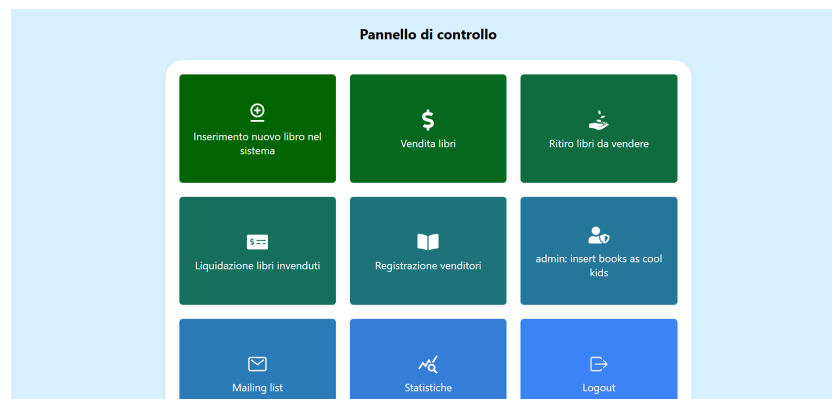 Pannello di controllo
Inserimento nuovo libro nel
sistema
Vendita libri
Ritiro libri da vendere
Liquidazione libri invenduti
Registrazione venditori
admin: insert books as cool
kids
Mailing list
Statistiche
Logout